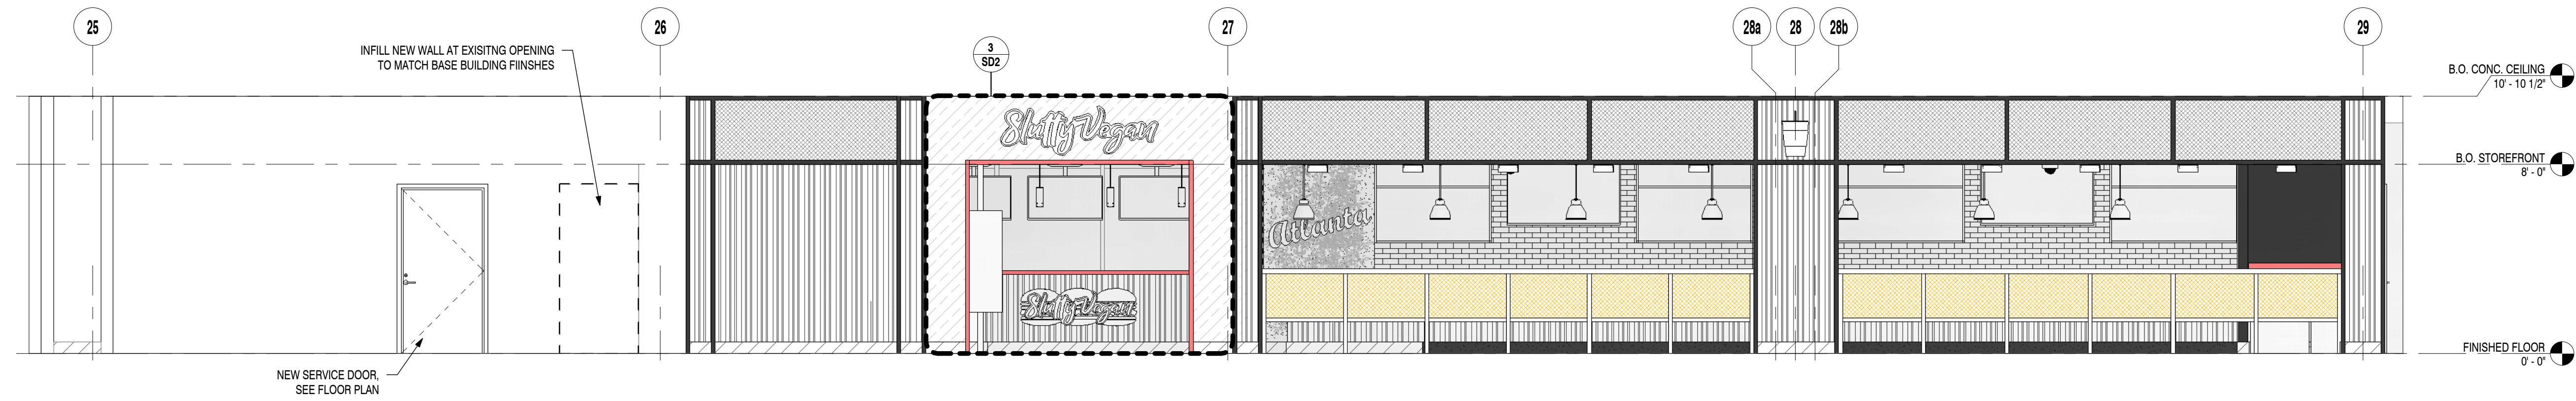 25
26
27
28a
28
28b
29
INFILL NEW WALL AT EXISITNG OPENING
TO MATCH BASE BUILDING FIINSHES
3
SD2
B.O. CONC. CEILING
10' - 10 1/2"
Slutty Vegan
B.O. STOREFRONT
8' - 0"
Atlanta
Slutty Vegan
FINISHED FLOOR
0' - 0"
NEW SERVICE DOOR,
SEE FLOOR PLAN